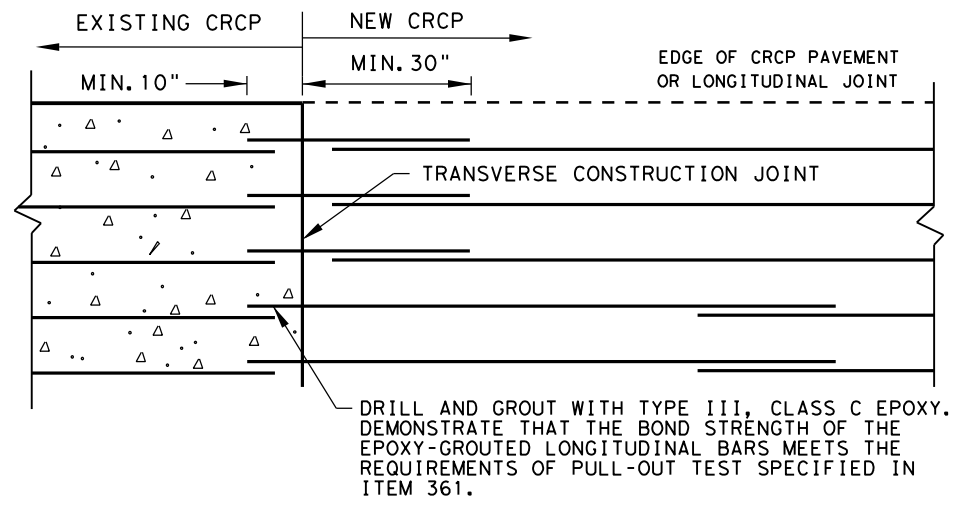 EXISTING CRCP
NEW CRCP
MIN. 10"
MIN. 30"
EDGE OF CRCP PAVEMENT
OR LONGITUDINAL JOINT
TRANSVERSE CONSTRUCTION JOINT
DRILL AND GROUT WITH TYPE III, CLASS C EPOXY.
DEMONSTRATE THAT THE BOND STRENGTH OF THE
EPOXY-GROUTED LONGITUDINAL BARS MEETS THE
REQUIREMENTS OF PULL-OUT TEST SPECIFIED IN
ITEM 361.